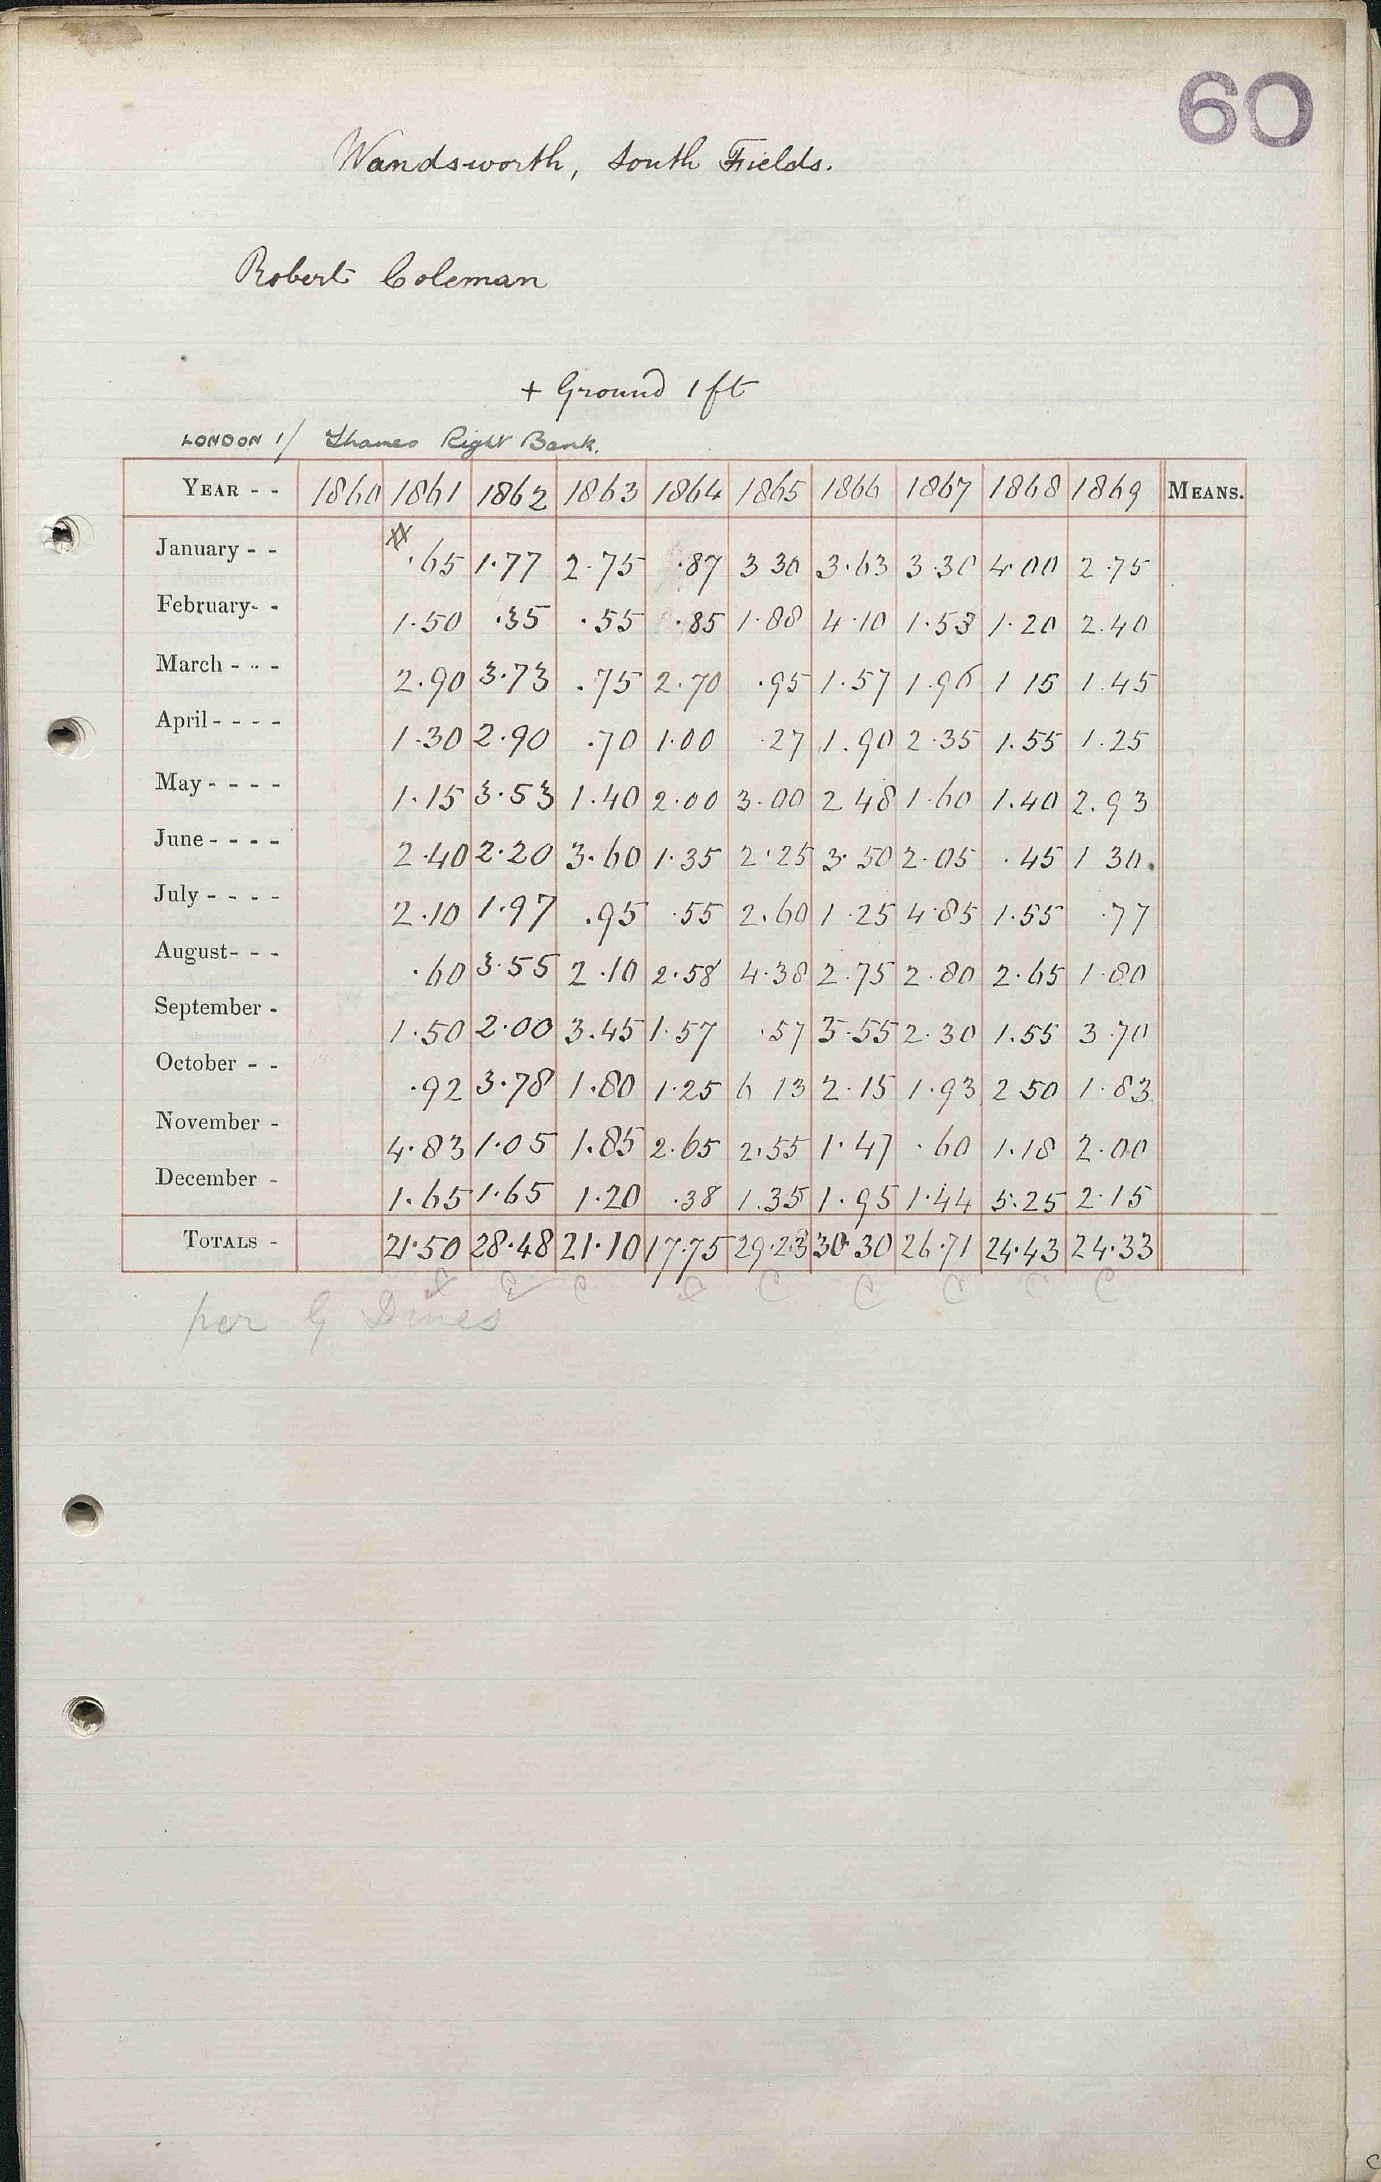 60
Wandsworth, South Fields.
Robert Coleman
+ Ground 1 ft
LONDON 1/ Thames Right Bank.
YEAR - - 1860 1861 1862 1863 1864 1865 1866 1867 1868 1869 MEANS.
January - - .65 1.77 2.75 .87 3 30 3.63 3.30 4.00 2.75
February- - 1.50 .35 .55 .85 1.88 4.10 1.53 1.20 2.40
March - - - 2.90 3.73 .75 2.70 .95 1.57 1.96 1 15 1.45
April - - - - 1.30 2.90 .70 1.00 .27 1.90 2.35 1.55 1.25
May - - - - 1.15 3.53 1.40 2.00 3.00 2 48 1.60 1.40 2.93
June - - - - 2.40 2.20 3.60 1.35 2.25 3.50 2.05 .45 1 30.
July - - - - 2.10 1.97 .95 .55 2.60 1.25 4.85 1.55 .77
August- - - .60 3.55 2.10 2.58 4.38 2.75 2.80 2.65 1.80
September - 1.50 2.00 3.45 1.57 .57 3.55 2.30 1.55 3.70
October - - .92 3.78 1.80 1.25 6 13 2.15 1.93 2 50 1.83
November - 4.83 1.05 1.85 2.65 2.55 1.47 .60 1.18 2.00
December - 1.65 1.65 1.20 .38 1.35 1.95 1.44 5.25 2.15
TOTALS - 21.50 28.48 21.10 17.75 29.23 30.30 26.71 24.43 24.33
C C C C C C C
per G Dines